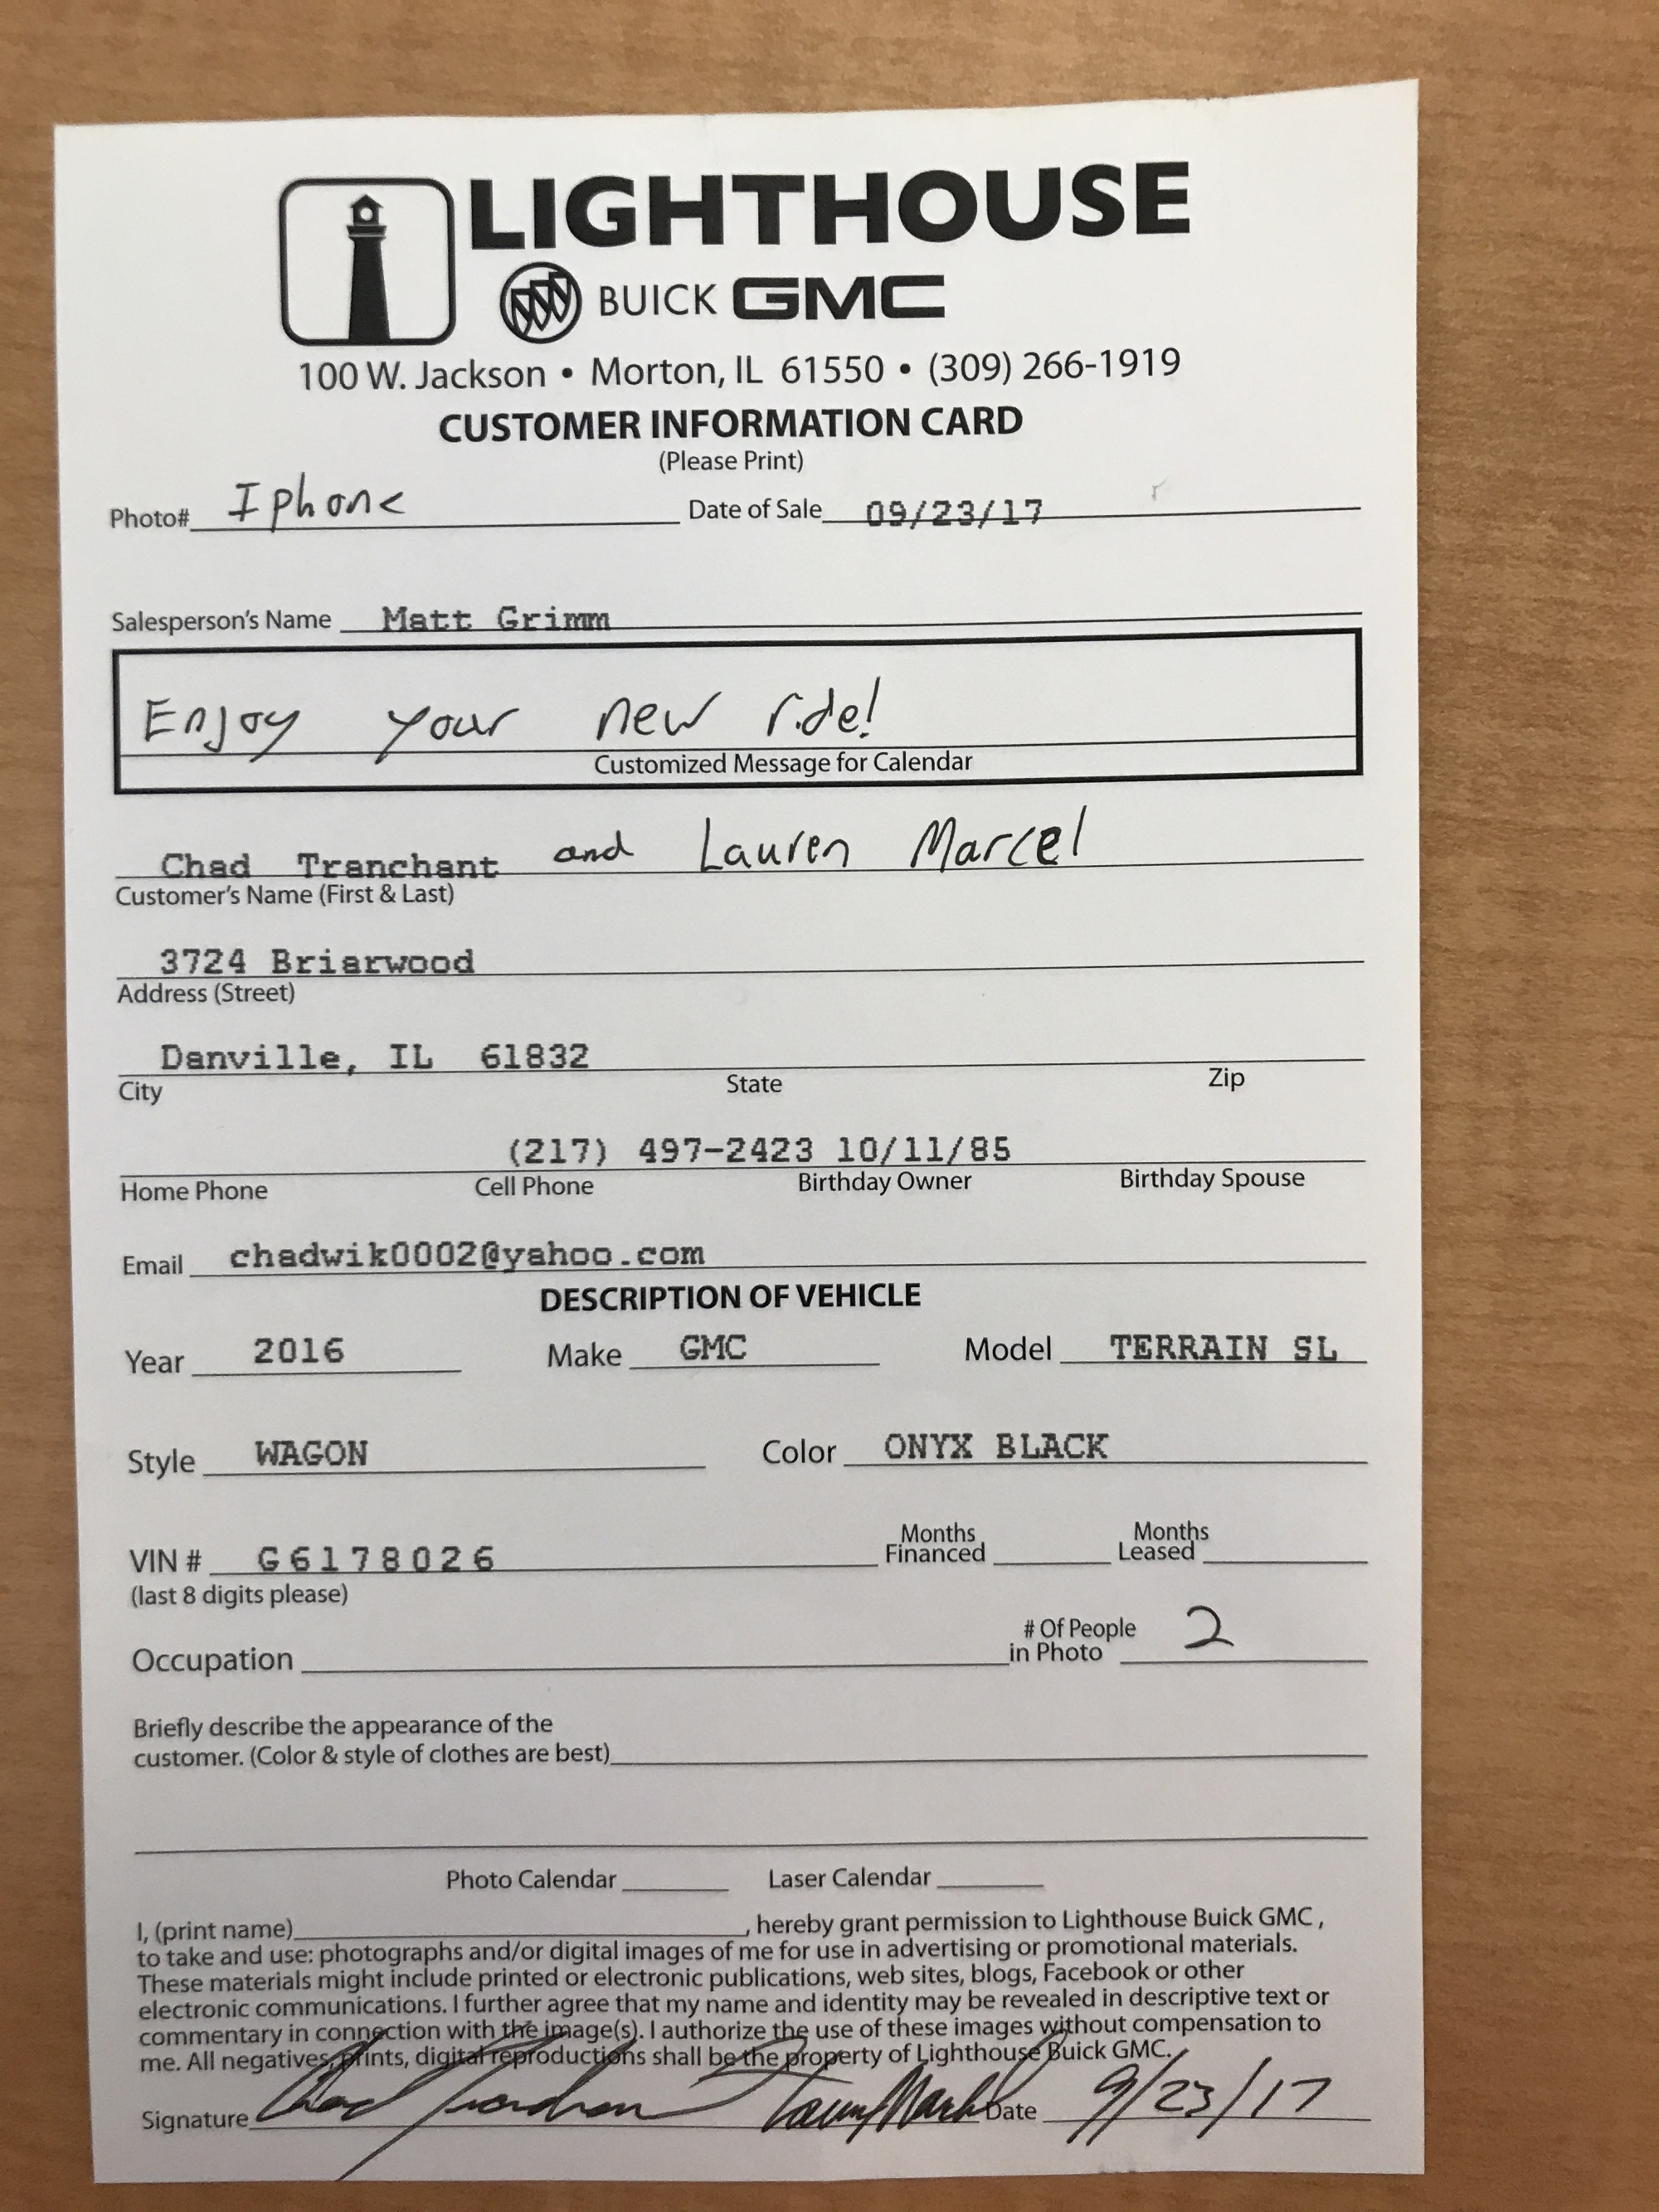 LIGHTHOUSE
BUICK GMC
100 W. Jackson • Morton, IL 61550 • (309) 266-1919
CUSTOMER INFORMATION CARD
(Please Print)
Photo# Iphone Date of Sale 09/23/17
Salesperson's Name Matt Grimm
Enjoy your new ride!
Customized Message for Calendar
Chad Tranchant and Lauren Marcel
Customer's Name (First & Last)
3724 Briarwood
Address (Street)
Danville, IL 61832
City State Zip
(217) 497-2423 10/11/85
Home Phone Cell Phone Birthday Owner Birthday Spouse
Email chadwik0002@yahoo.com
DESCRIPTION OF VEHICLE
Year 2016 Make GMC Model TERRAIN SL
Style WAGON Color ONYX BLACK
VIN # G6178026 Months Financed Months Leased
(last 8 digits please)
Occupation # Of People in Photo 2
Briefly describe the appearance of the
customer. (Color & style of clothes are best)
Photo Calendar Laser Calendar
I, (print name), hereby grant permission to Lighthouse Buick GMC ,
to take and use: photographs and/or digital images of me for use in advertising or promotional materials.
These materials might include printed or electronic publications, web sites, blogs, Facebook or other
electronic communications. I further agree that my name and identity may be revealed in descriptive text or
commentary in connection with the image(s). I authorize the use of these images without compensation to
me. All negatives, prints, digital reproductions shall be the property of Lighthouse Buick GMC.
Signature Date 9/23/17